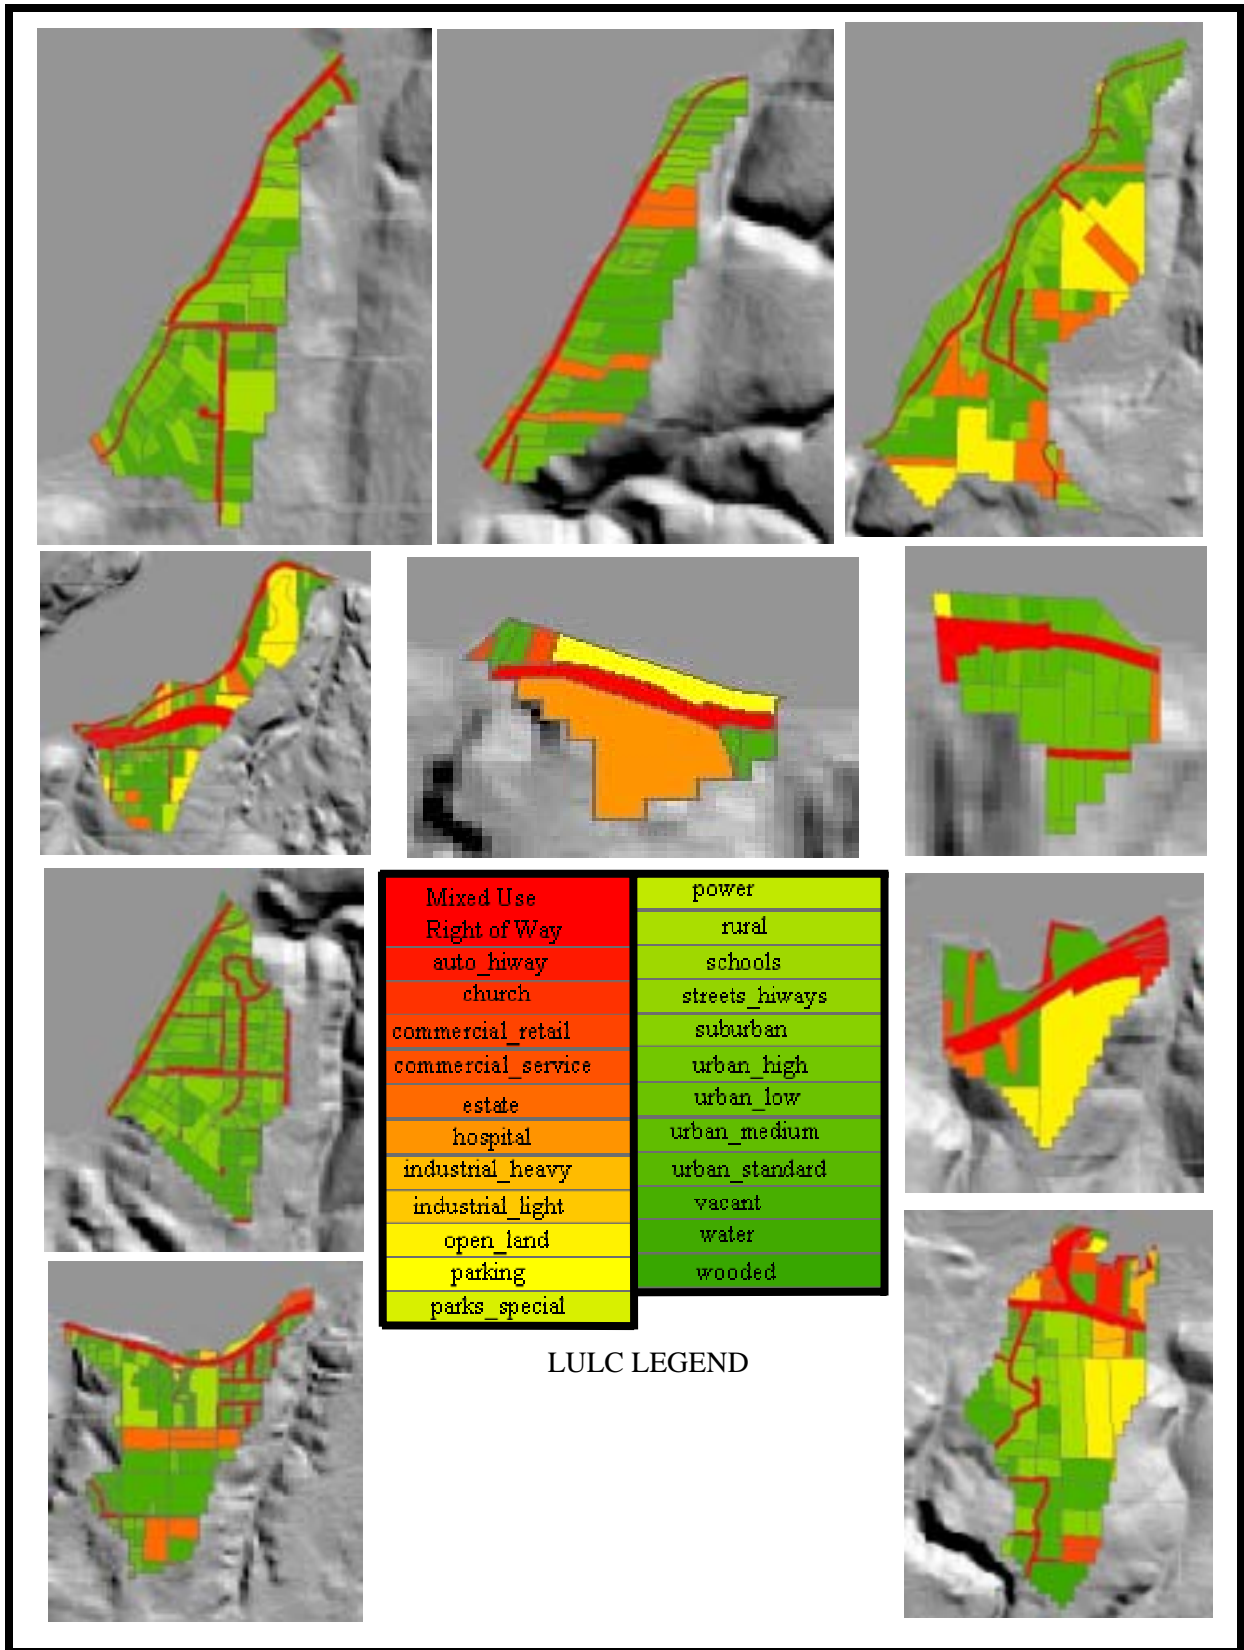 Mixed Use
Right of Way
auto_hiway
church
commercial_retail
commercial_service
estate
hospital
industrial_heavy
industrial_light
open_land
parking
parks_special
power
rural
schools
streets_hiways
suburban
urban_high
urban_low
urban_medium
urban_standard
vacant
water
wooded
LULC LEGEND